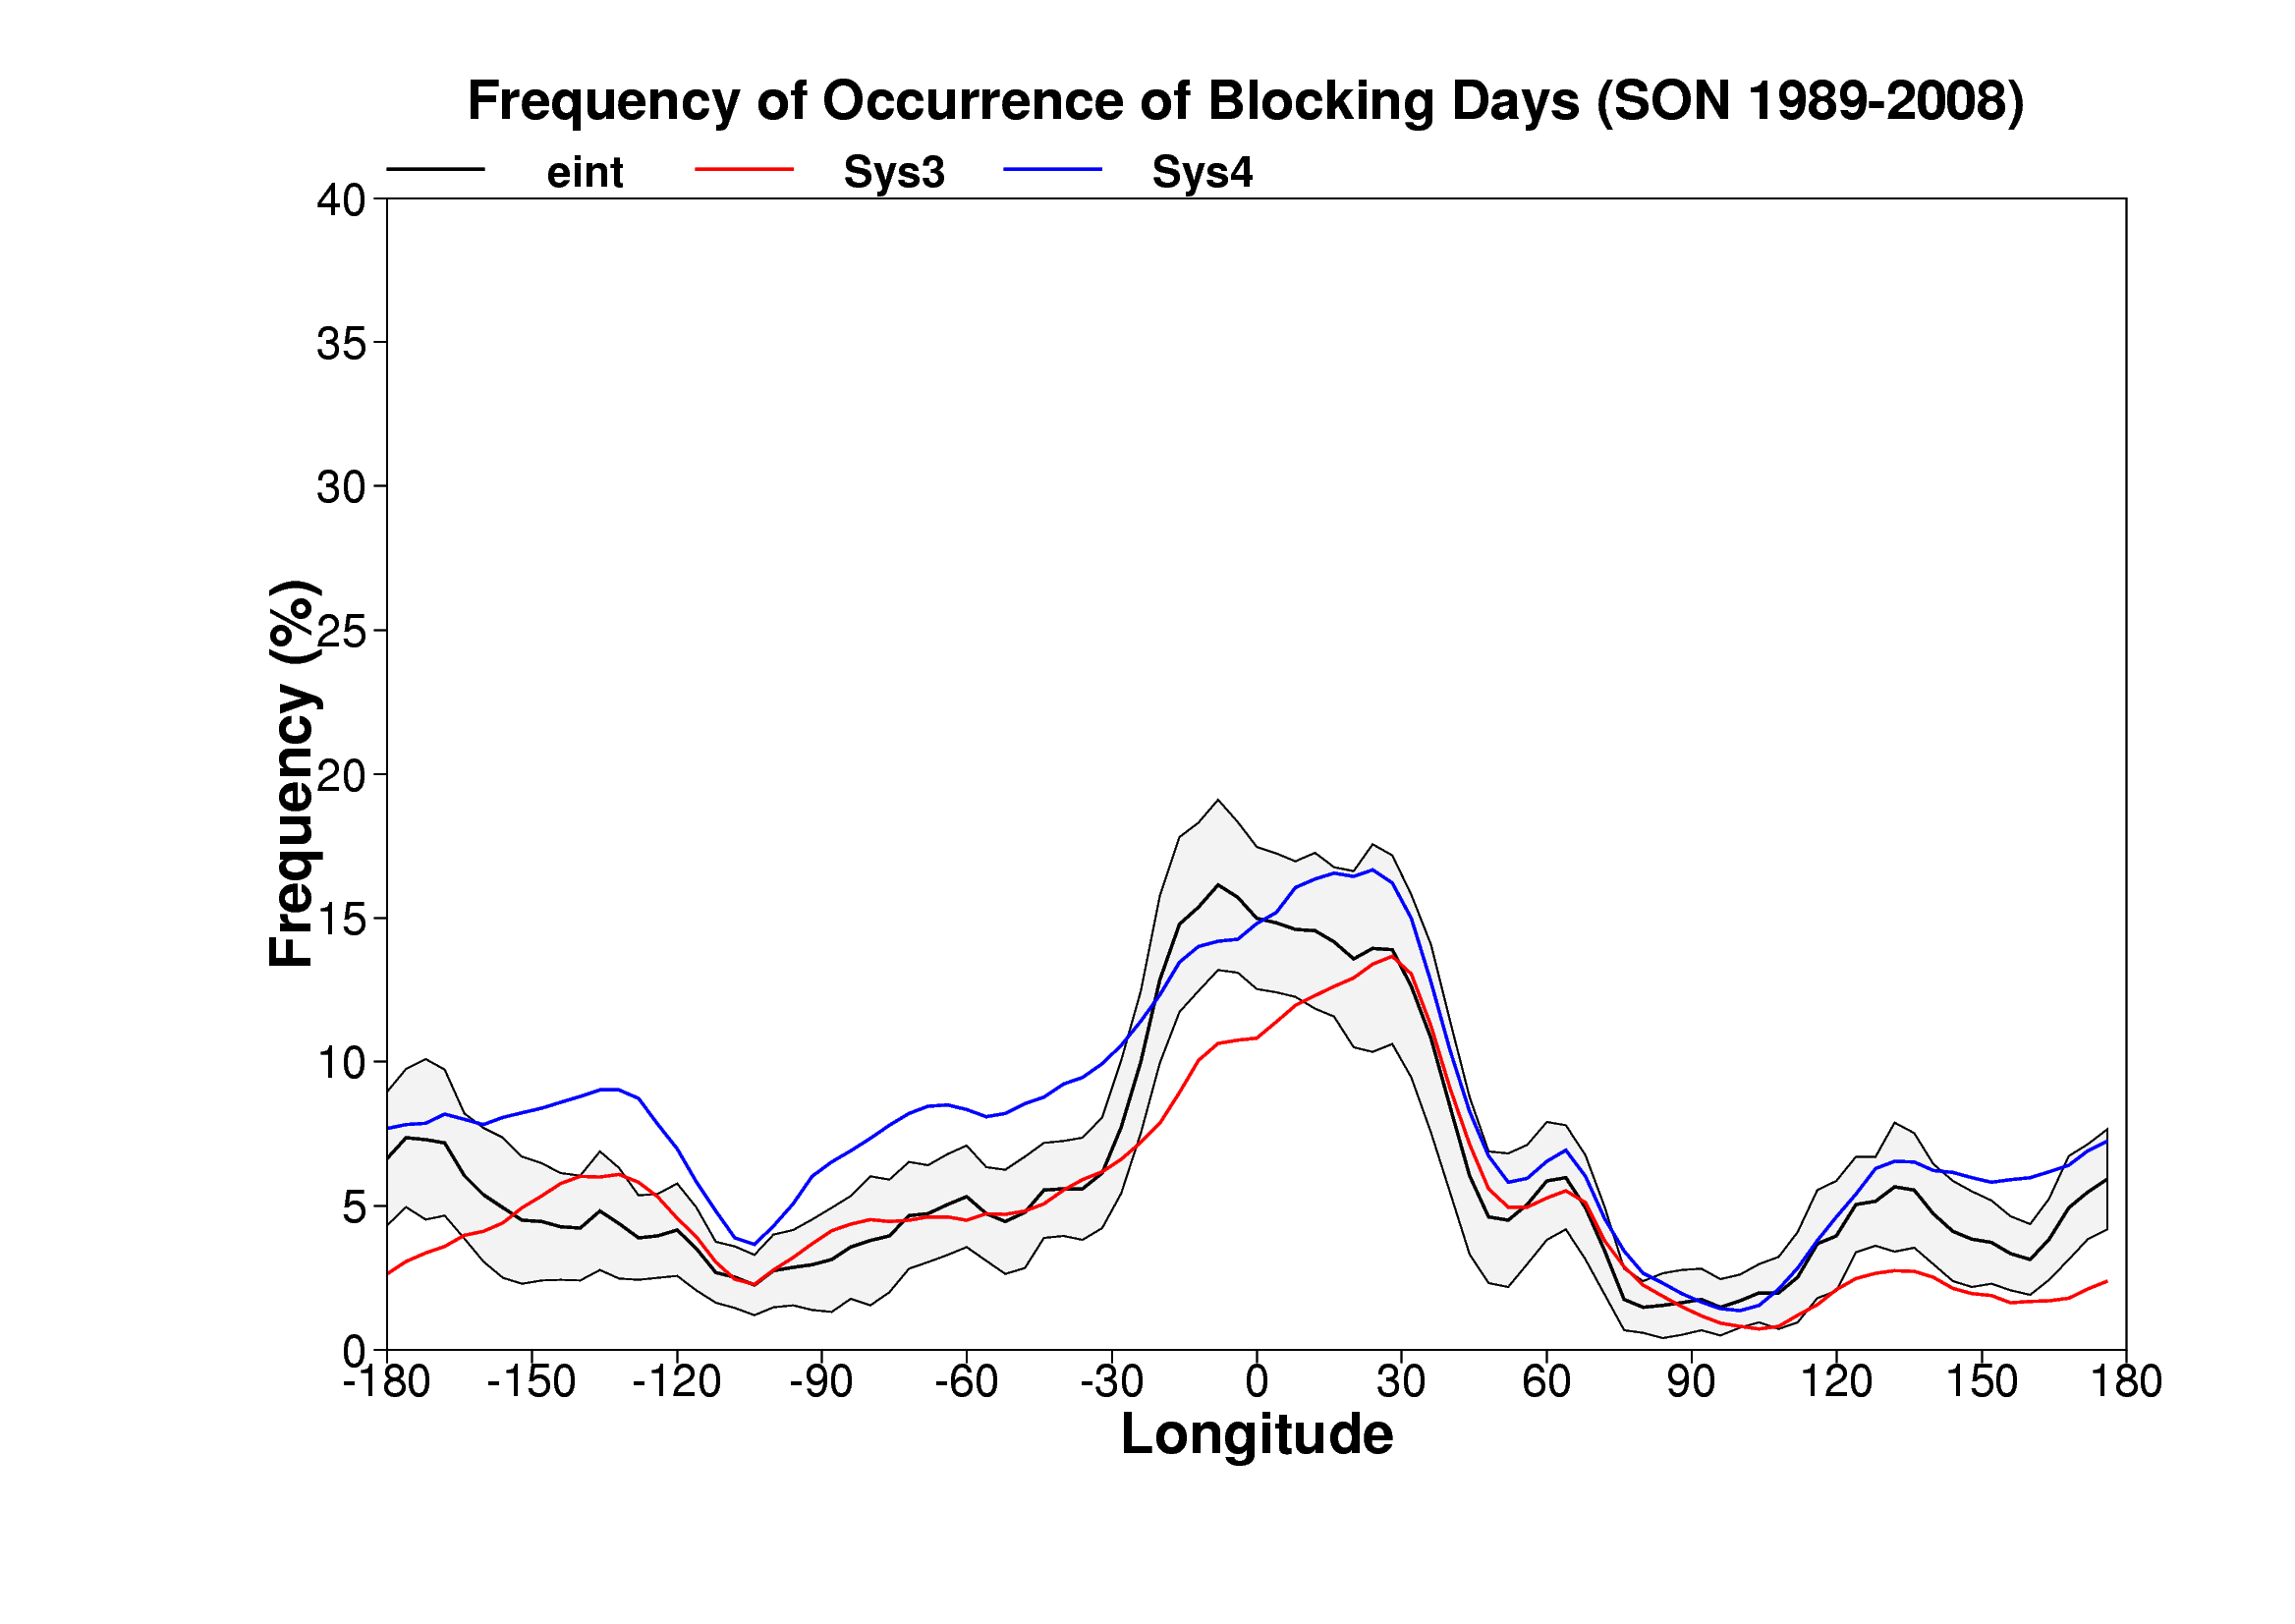 Frequency of Occurrence of Blocking Days (SON 1989-2008)
eint Sys3 Sys4
40
35
30
25
20
15
10
5
0
Frequency (%)
-180 -150 -120 -90 -60 -30 0 30 60 90 120 150 180
Longitude